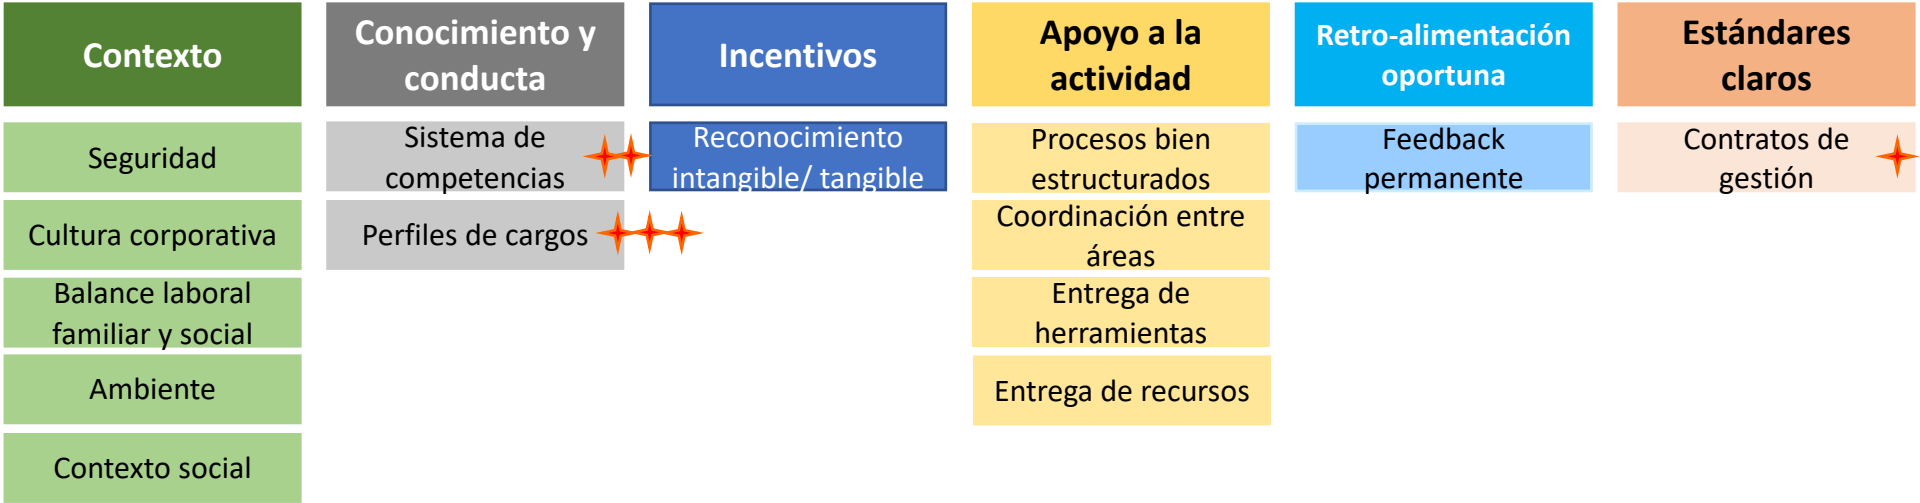 Contexto
Conocimiento y
conducta
Incentivos
Apoyo a la
actividad
Retro-alimentación
oportuna
Estándares
claros
Seguridad
Sistema de
competencias
Reconocimiento
intangible/ tangible
Procesos bien
estructurados
Feedback
permanente
Contratos de
gestión
Cultura corporativa
Perfiles de cargos
Coordinación entre
áreas
Balance laboral
familiar y social
Entrega de
herramientas
Ambiente
Entrega de recursos
Contexto social